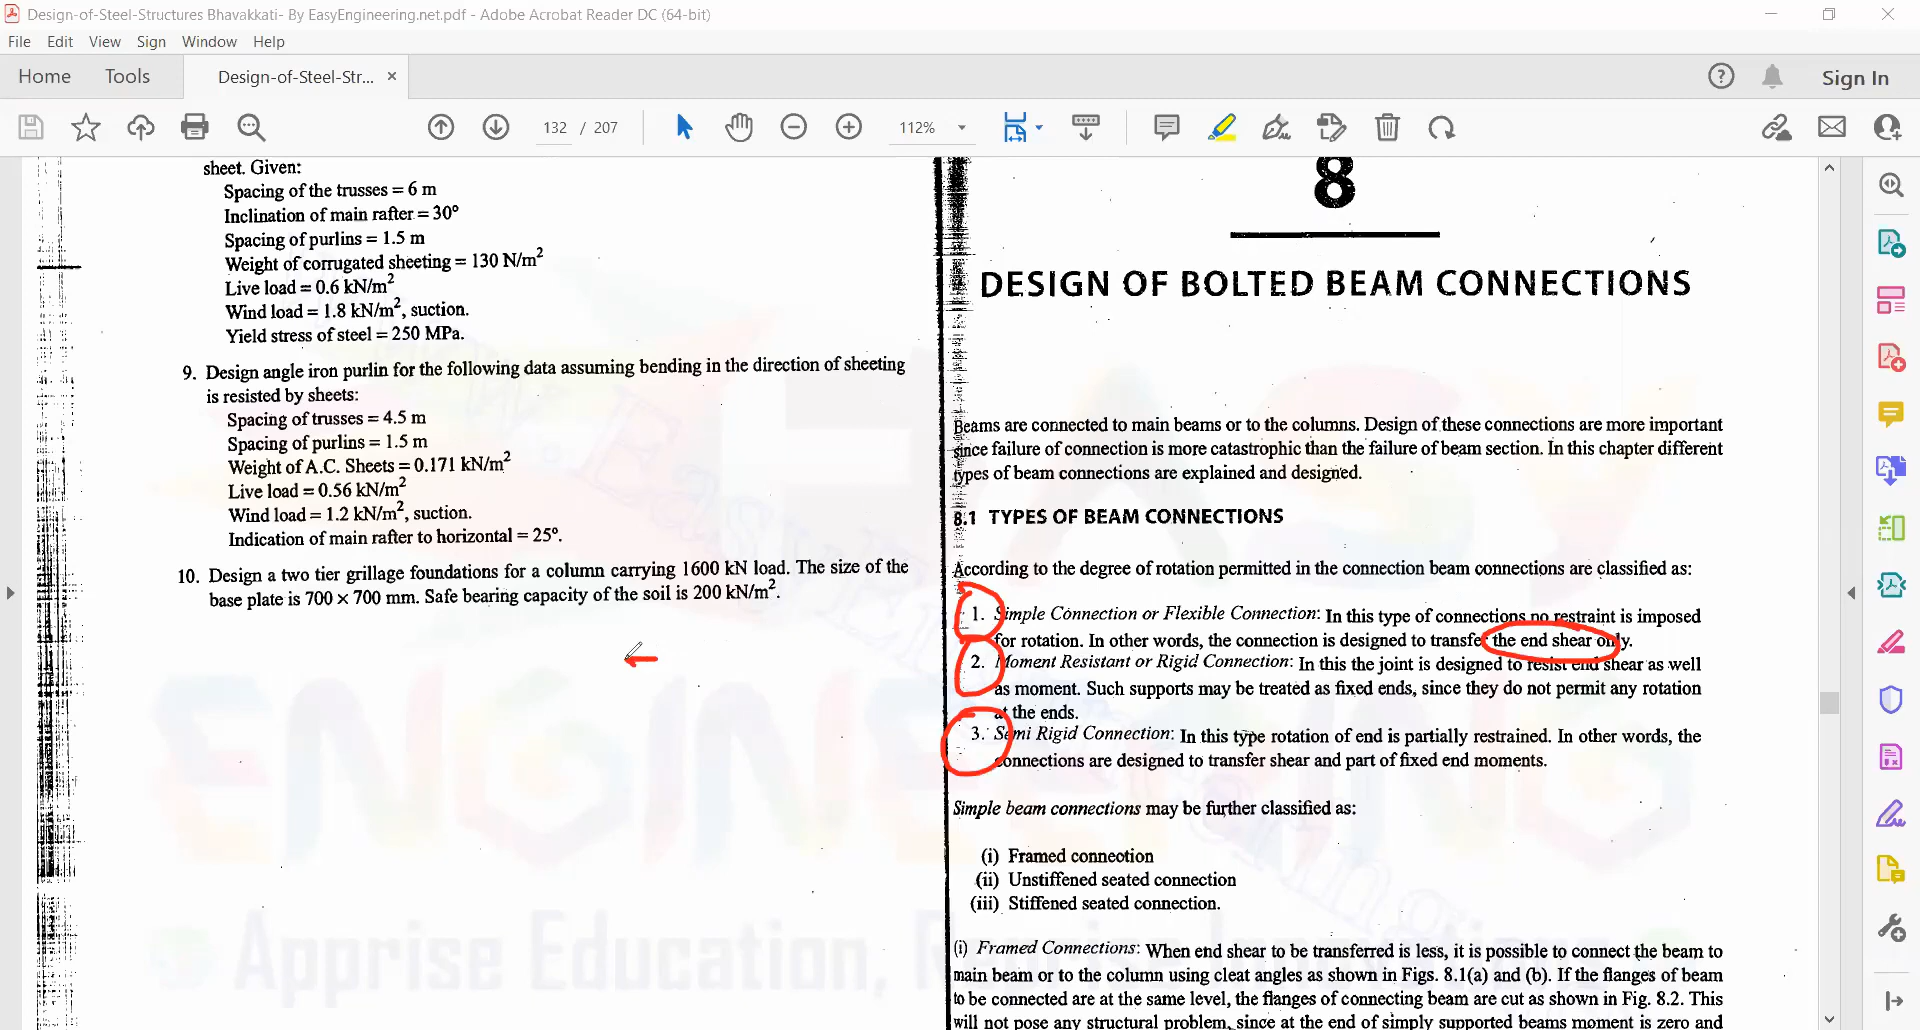 Design-of-Steel-Structures Bhavakkati- By EasyEngineering.net.pdf - Adobe Acrobat Reader DC (64-bit)
File Edit View Sign Window Help
Home Tools Design-of-Steel-Str... × Sign In
132 / 207 112%
sheet. Given:
Spacing of the trusses = 6 m
Inclination of main rafter = 30°
Spacing of purlins = 1.5 m
Weight of corrugated sheeting = 130 N/m²
Live load = 0.6 kN/m²
Wind load = 1.8 kN/m², suction.
Yield stress of steel = 250 MPa.
9. Design angle iron purlin for the following data assuming bending in the direction of sheeting
is resisted by sheets:
Spacing of trusses = 4.5 m
Spacing of purlins = 1.5 m
Weight of A.C. Sheets = 0.171 kN/m²
Live load = 0.56 kN/m²
Wind load = 1.2 kN/m², suction.
Indication of main rafter to horizontal = 25°.
10. Design a two tier grillage foundations for a column carrying 1600 kN load. The size of the
base plate is 700 × 700 mm. Safe bearing capacity of the soil is 200 kN/m².
8
DESIGN OF BOLTED BEAM CONNECTIONS
Beams are connected to main beams or to the columns. Design of these connections are more important
since failure of connection is more catastrophic than the failure of beam section. In this chapter different
types of beam connections are explained and designed.
8.1 TYPES OF BEAM CONNECTIONS
According to the degree of rotation permitted in the connection beam connections are classified as:
1. Simple Connection or Flexible Connection: In this type of connections no restraint is imposed
for rotation. In other words, the connection is designed to transfer the end shear only.
2. Moment Resistant or Rigid Connection: In this the joint is designed to resist end shear as well
as moment. Such supports may be treated as fixed ends, since they do not permit any rotation
at the ends.
3. Semi Rigid Connection: In this type rotation of end is partially restrained. In other words, the
connections are designed to transfer shear and part of fixed end moments.
Simple beam connections may be further classified as:
(i) Framed connection
(ii) Unstiffened seated connection
(iii) Stiffened seated connection.
(i) Framed Connections: When end shear to be transferred is less, it is possible to connect the beam to
main beam or to the column using cleat angles as shown in Figs. 8.1(a) and (b). If the flanges of beam
to be connected are at the same level, the flanges of connecting beam are cut as shown in Fig. 8.2. This
will not pose any structural problem, since at the end of simply supported beams moment is zero and
ENGINEERING
Apprise Education,